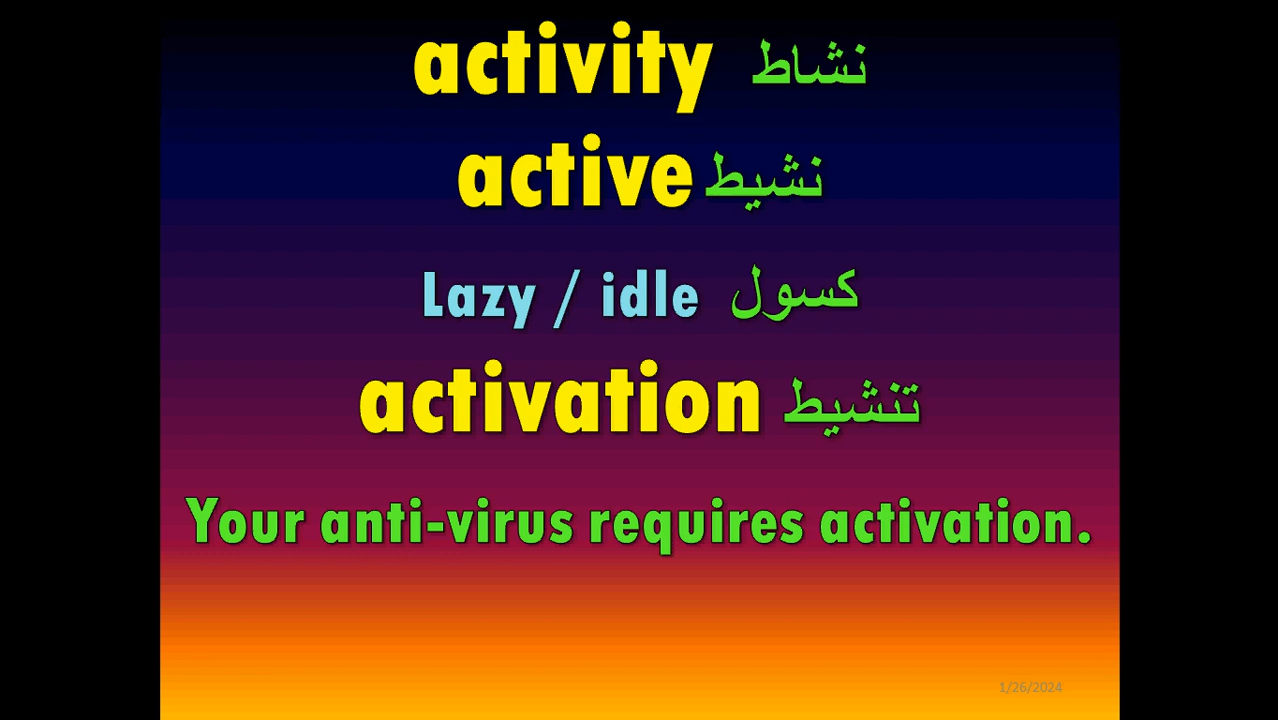 activity نشاط
active نشيط
Lazy / idle كسول
activation تنشيط
Your anti-virus requires activation.
1/26/2024